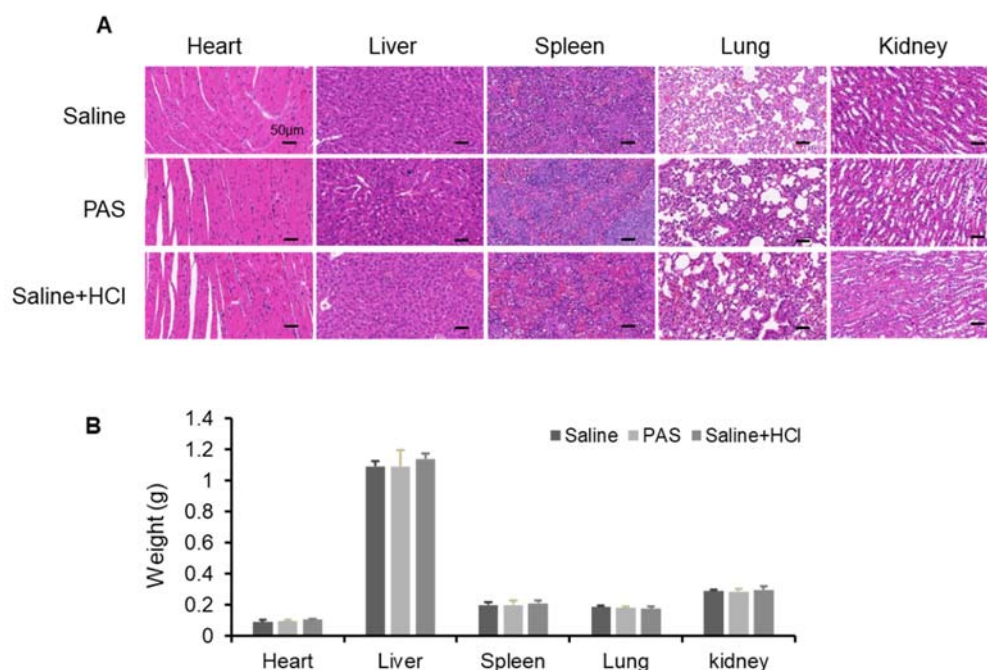 A
Heart Liver Spleen Lung Kidney
Saline
50μm
PAS
Saline+HCl
B
Weight (g)
1.4
1.2
1
0.8
0.6
0.4
0.2
0
Saline PAS Saline+HCl
Heart Liver Spleen Lung kidney